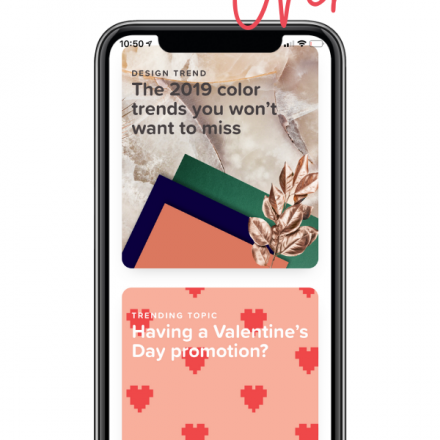 Over
10:50
DESIGN TREND
The 2019 color
trends you won't
want to miss
TRENDING TOPIC
Having a Valentine's
Day promotion?